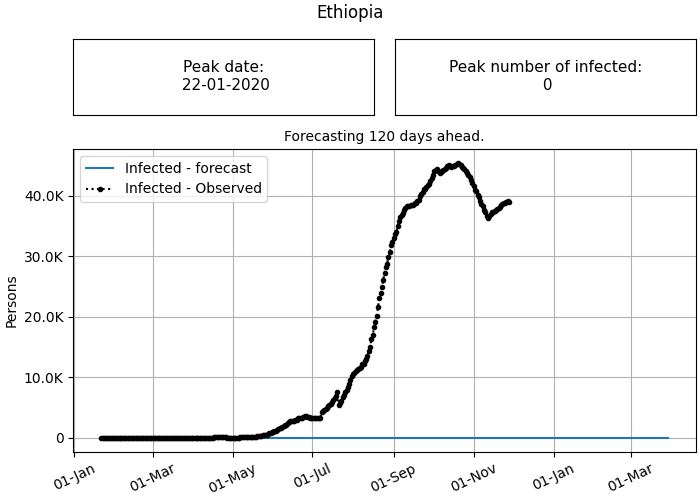 Ethiopia
Peak date:
22-01-2020
Peak number of infected:
0
Forecasting 120 days ahead.
Infected - forecast
Infected - Observed
40.0K
30.0K
20.0K
10.0K
0
Persons
01-Jan
01-Mar
01-May
01-Jul
01-Sep
01-Nov
01-Jan
01-Mar